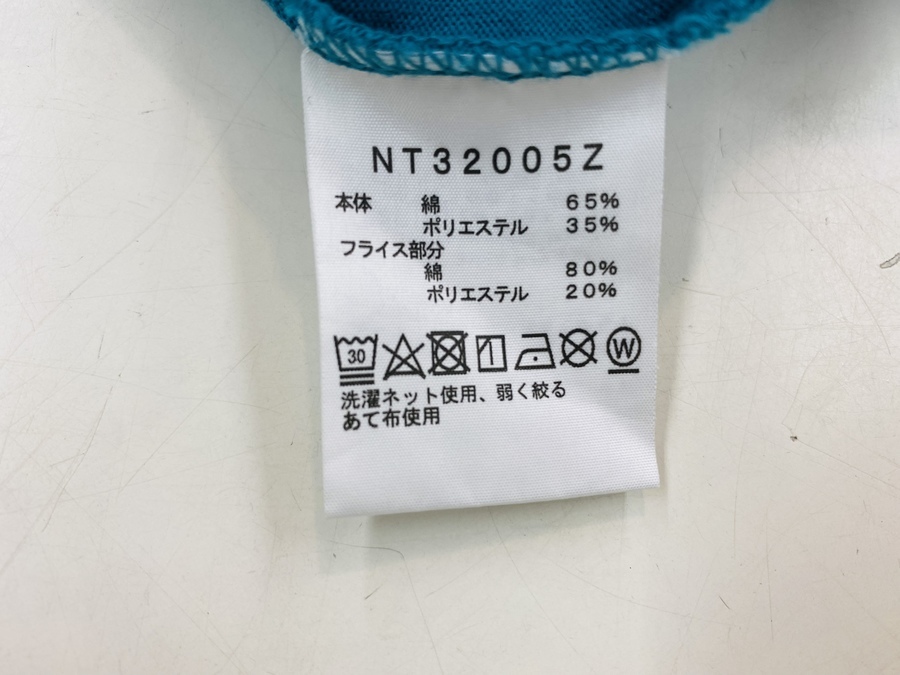 NT32005Z
本体 綿 65%
ポリエステル 35%
フライス部分
綿 80%
ポリエステル 20%
30 W
洗濯ネット使用、弱く絞る
あて布使用